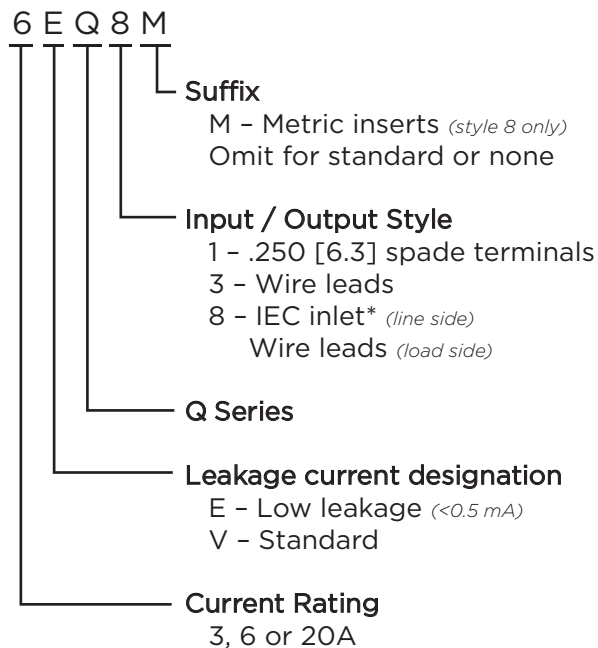 6 E Q 8 M
Suffix
M – Metric inserts (style 8 only)
Omit for standard or none
Input / Output Style
1 – .250 [6.3] spade terminals
3 – Wire leads
8 – IEC inlet* (line side)
Wire leads (load side)
Q Series
Leakage current designation
E – Low leakage (<0.5 mA)
V – Standard
Current Rating
3, 6 or 20A